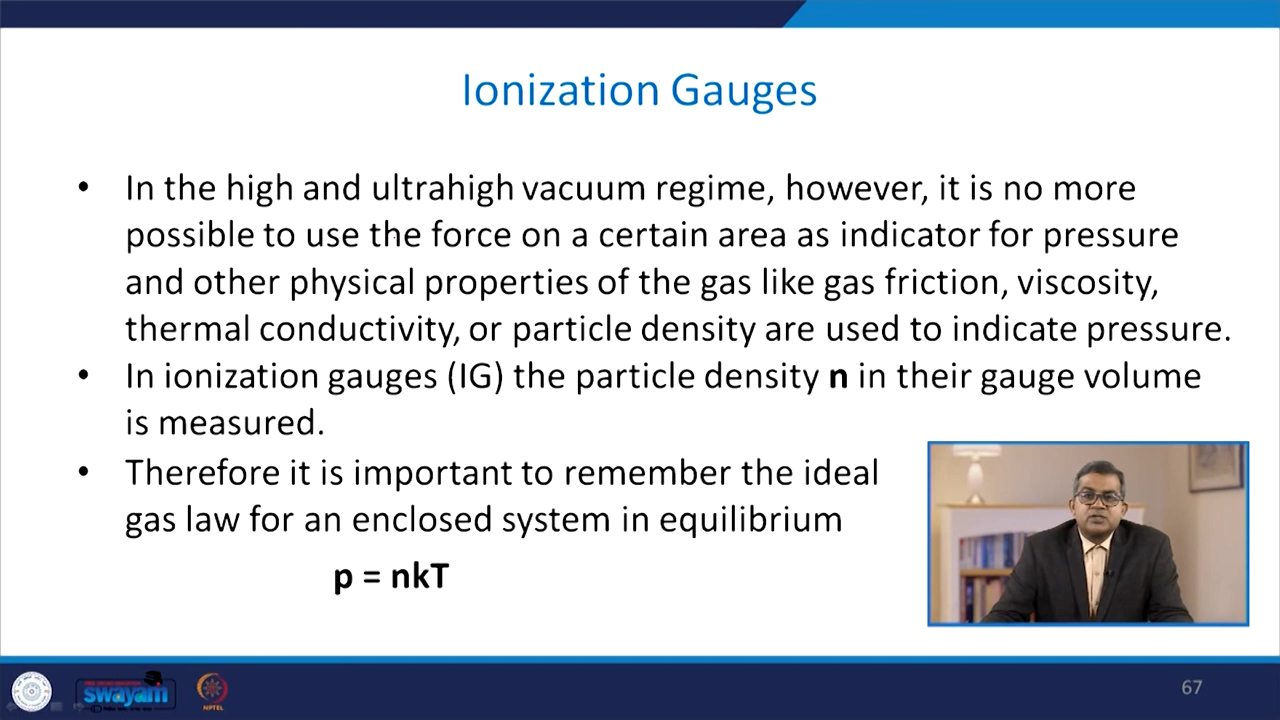 Ionization Gauges
• In the high and ultrahigh vacuum regime, however, it is no more
possible to use the force on a certain area as indicator for pressure
and other physical properties of the gas like gas friction, viscosity,
thermal conductivity, or particle density are used to indicate pressure.
• In ionization gauges (IG) the particle density n in their gauge volume
is measured.
• Therefore it is important to remember the ideal
gas law for an enclosed system in equilibrium
p = nkT
swayam
NPTEL
67